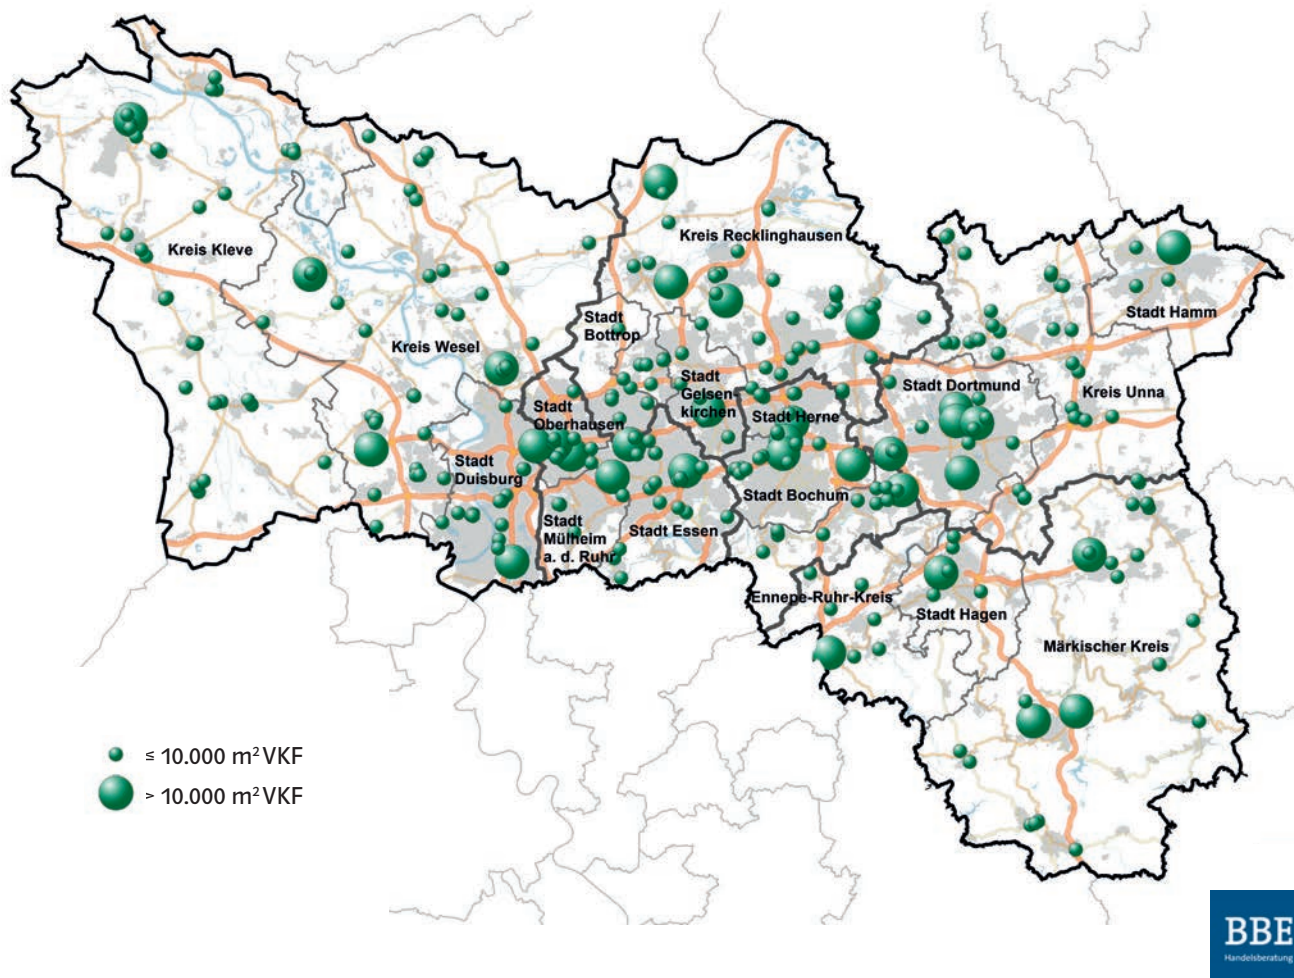 Kreis Kleve
Kreis Recklinghausen
Stadt Hamm
Stadt
Bottrop
Kreis Wesel
Stadt
Gelsen-
kirchen
Stadt Dortmund
Kreis Unna
Stadt
Oberhausen
Stadt Herne
Stadt
Duisburg
Stadt Bochum
Stadt
Mülheim
a. d. Ruhr
Stadt Essen
Ennepe-Ruhr-Kreis
Stadt Hagen
Märkischer Kreis
≤ 10.000 m² VKF
> 10.000 m² VKF
BBE
Handelsberatung